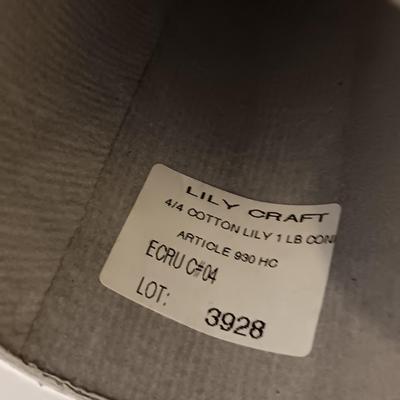 LILY CRAFT
4/4 COTTON LILY 1 LB CONE
ARTICLE 930 HC
ECRU C#04
LOT: 3928